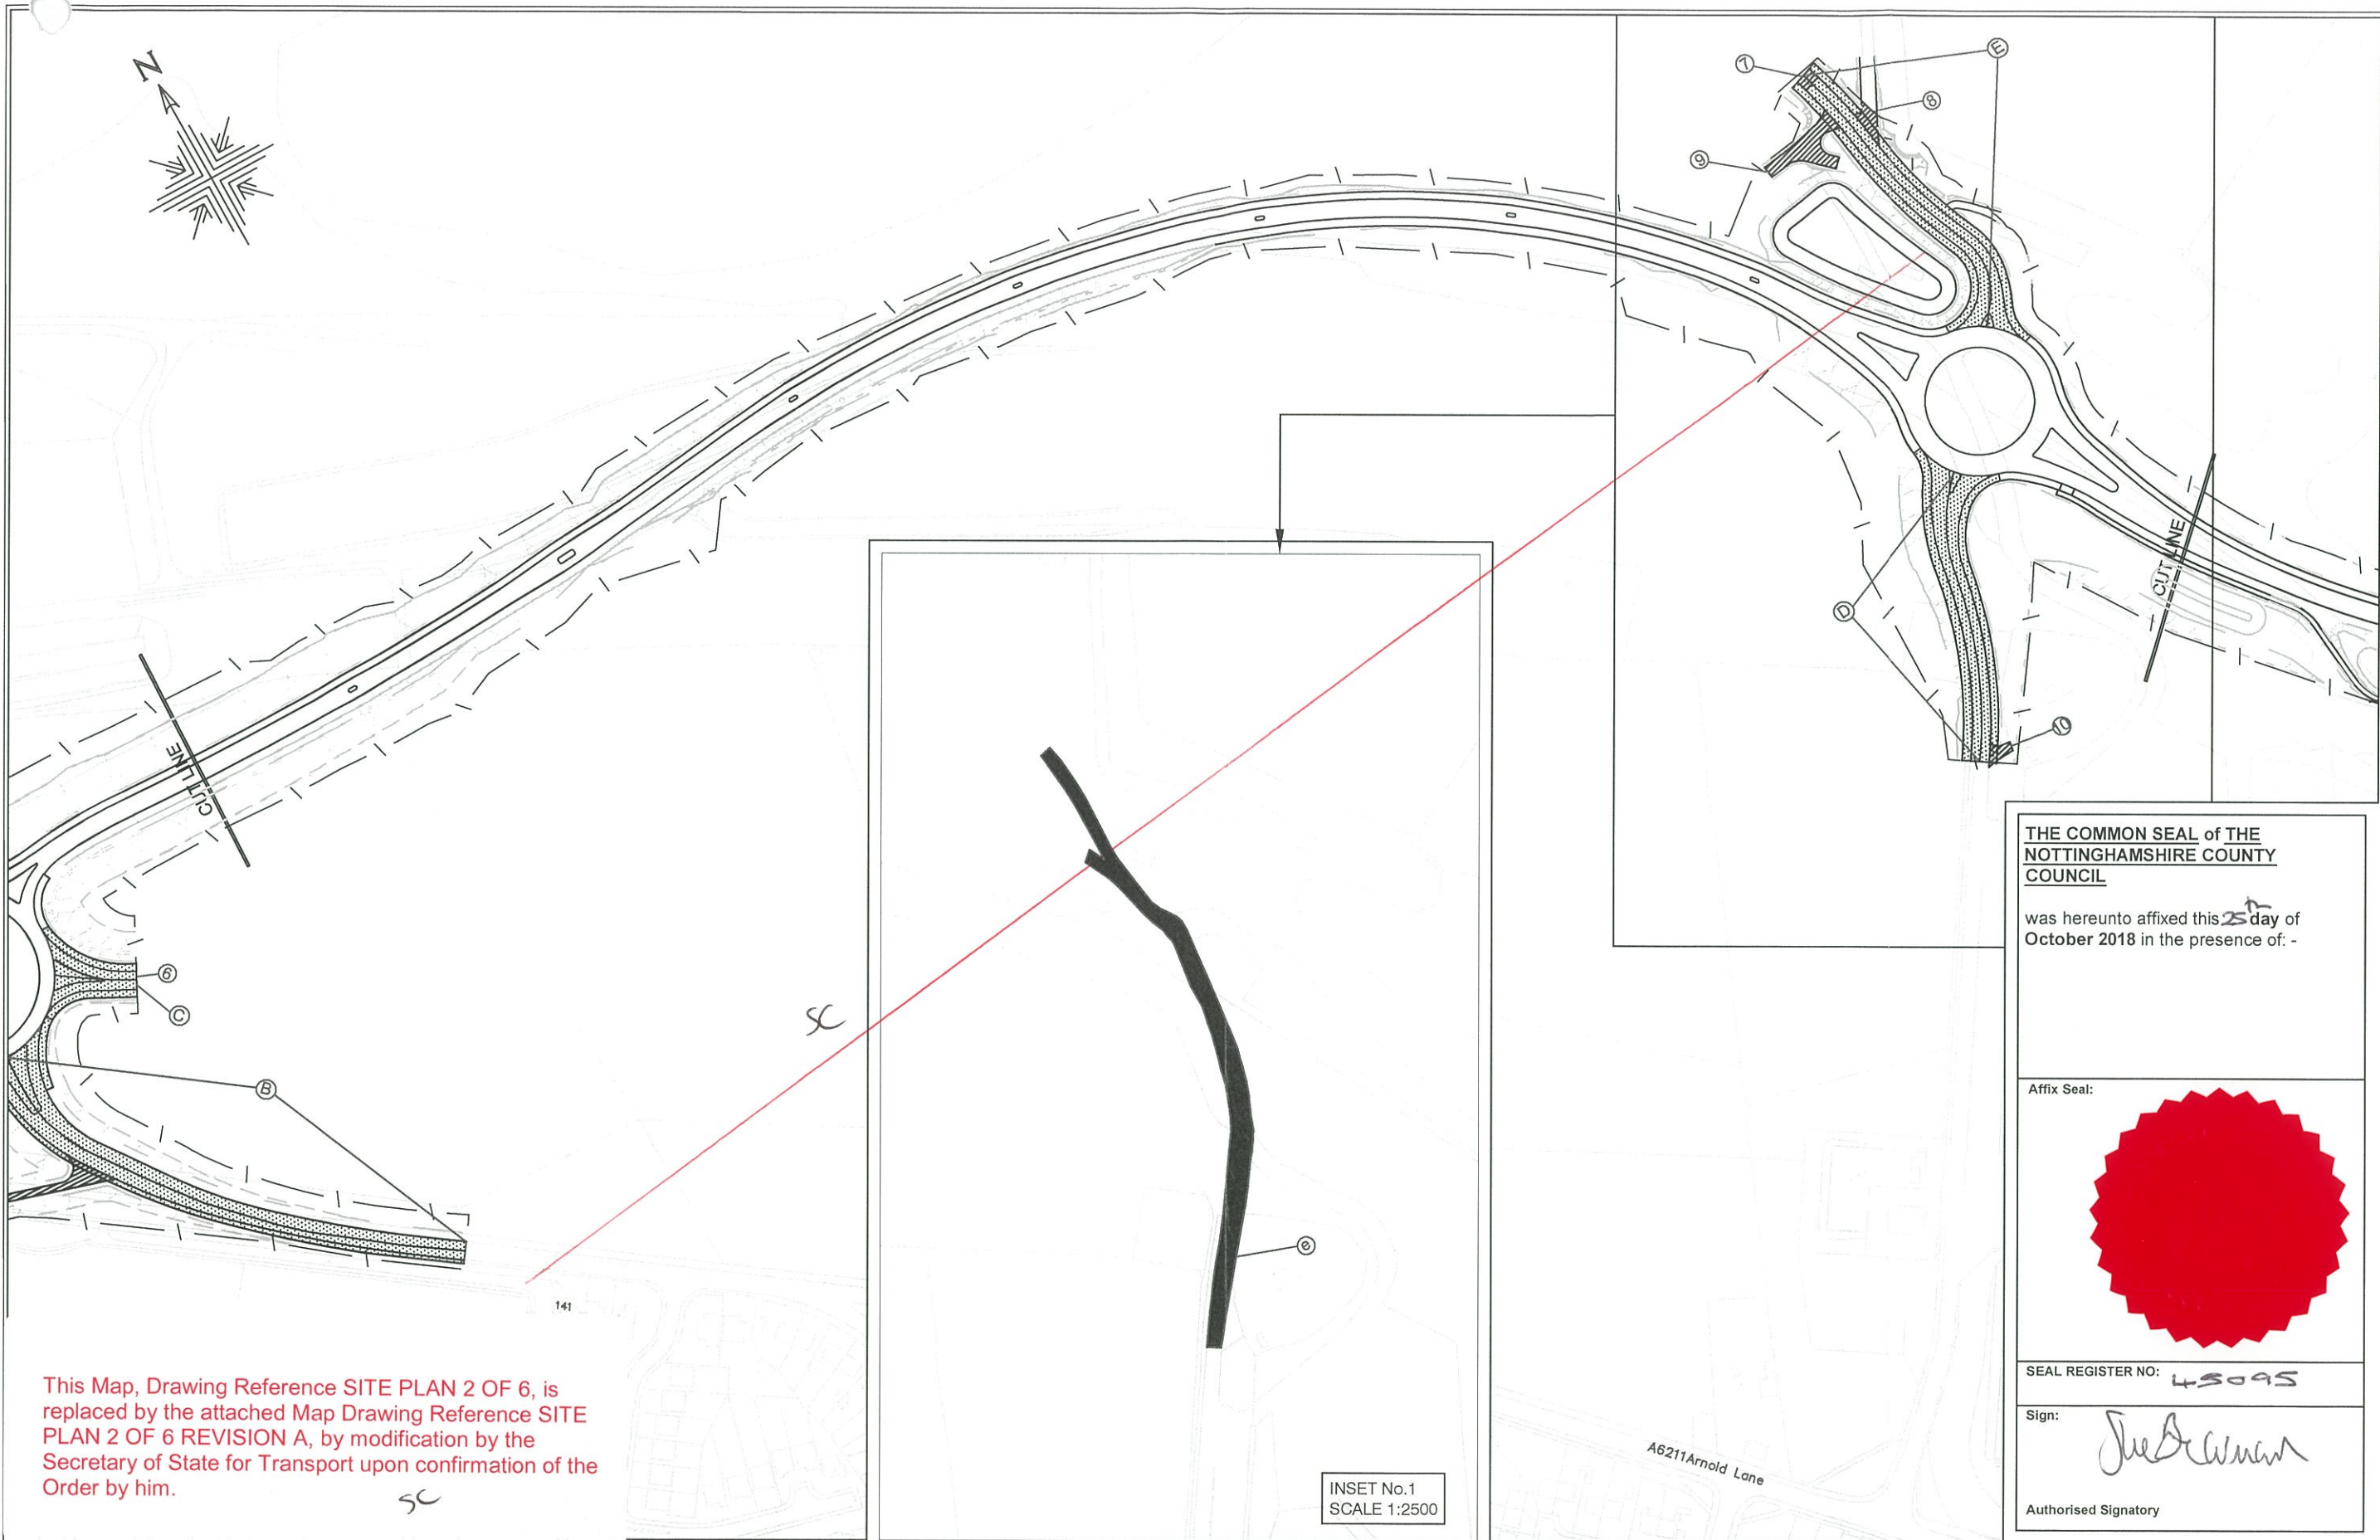 N
7
E
8
9
CUT LINE
D
10
CUT LINE
6
C
B
SC
e
141
THE COMMON SEAL of THE
NOTTINGHAMSHIRE COUNTY
COUNCIL
was hereunto affixed this 25th day of
October 2018 in the presence of: -
Affix Seal:
SEAL REGISTER NO: 45095
Sign:
Authorised Signatory
This Map, Drawing Reference SITE PLAN 2 OF 6, is
replaced by the attached Map Drawing Reference SITE
PLAN 2 OF 6 REVISION A, by modification by the
Secretary of State for Transport upon confirmation of the
Order by him.
SC
INSET No.1
SCALE 1:2500
A6211Arnold Lane